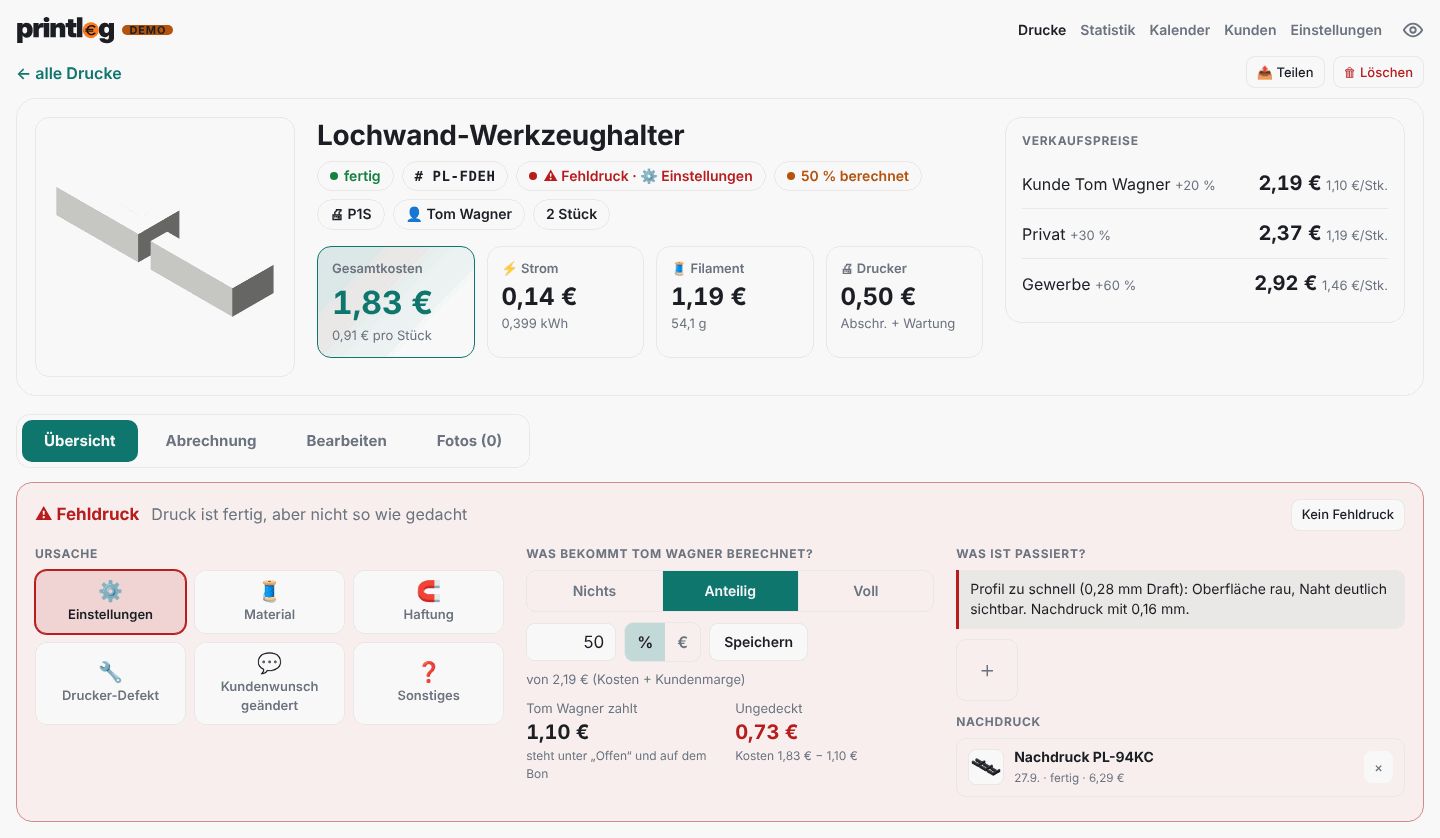 printl€g DEMO
Drucke Statistik Kalender Kunden Einstellungen
← alle Drucke
📤 Teilen 🗑 Löschen
Lochwand-Werkzeughalter
fertig # PL-FDEH ⚠ Fehldruck · ⚙️ Einstellungen 50 % berechnet
🖨 P1S 👤 Tom Wagner 2 Stück
Gesamtkosten
1,83 €
0,91 € pro Stück
⚡ Strom
0,14 €
0,399 kWh
🧵 Filament
1,19 €
54,1 g
🖨 Drucker
0,50 €
Abschr. + Wartung
VERKAUFSPREISE
Kunde Tom Wagner +20 % 2,19 € 1,10 €/Stk.
Privat +30 % 2,37 € 1,19 €/Stk.
Gewerbe +60 % 2,92 € 1,46 €/Stk.
Übersicht Abrechnung Bearbeiten Fotos (0)
⚠ Fehldruck Druck ist fertig, aber nicht so wie gedacht
Kein Fehldruck
URSACHE
Einstellungen Material Haftung
Drucker-Defekt
Kundenwunsch
geändert
Sonstiges
WAS BEKOMMT TOM WAGNER BERECHNET?
Nichts Anteilig Voll
50 % € Speichern
von 2,19 € (Kosten + Kundenmarge)
Tom Wagner zahlt
1,10 €
steht unter „Offen“ und auf dem
Bon
Ungedeckt
0,73 €
Kosten 1,83 € − 1,10 €
WAS IST PASSIERT?
Profil zu schnell (0,28 mm Draft): Oberfläche rau, Naht deutlich
sichtbar. Nachdruck mit 0,16 mm.
+
NACHDRUCK
Nachdruck PL-94KC
27.9. · fertig · 6,29 €
×